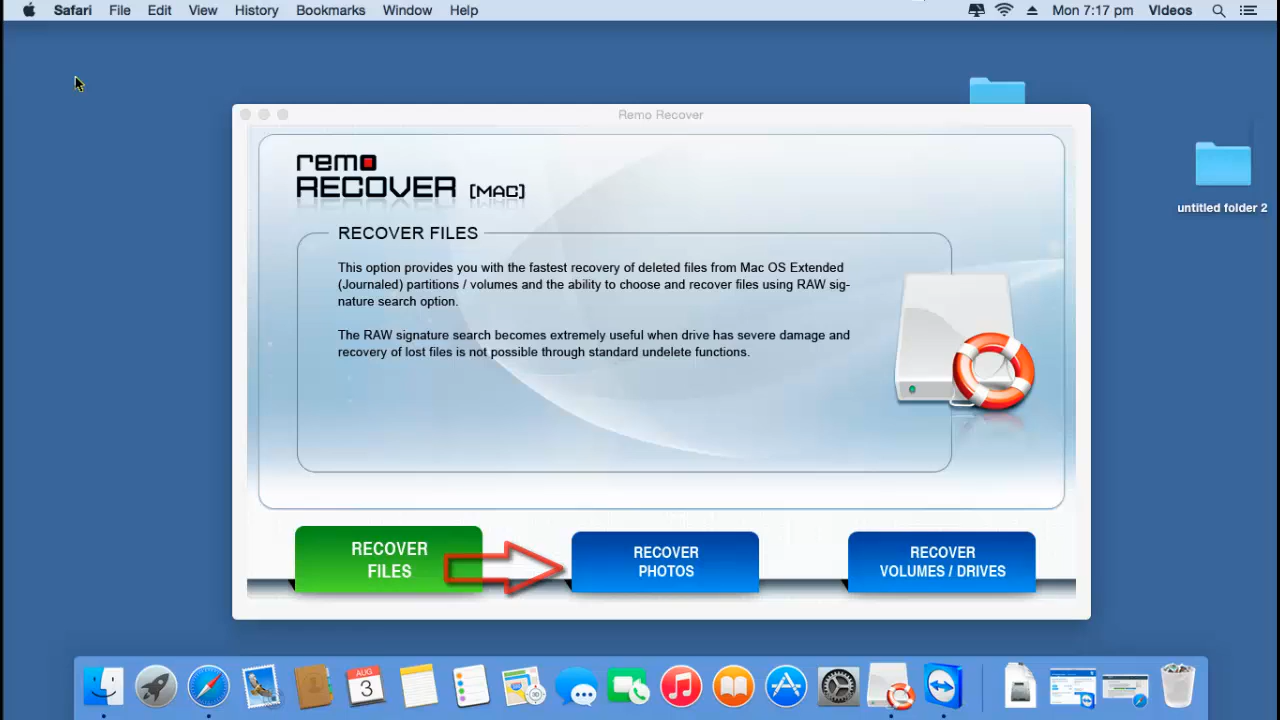 Safari File Edit View History Bookmarks Window Help Mon 7:17 pm Videos
Remo Recover
remo
RECOVER [MAC]
RECOVER FILES
This option provides you with the fastest recovery of deleted files from Mac OS Extended
(Journaled) partitions / volumes and the ability to choose and recover files using RAW sig-
nature search option.
The RAW signature search becomes extremely useful when drive has severe damage and
recovery of lost files is not possible through standard undelete functions.
untitled folder 2
RECOVER
FILES
RECOVER
PHOTOS
RECOVER
VOLUMES / DRIVES
AUG
3